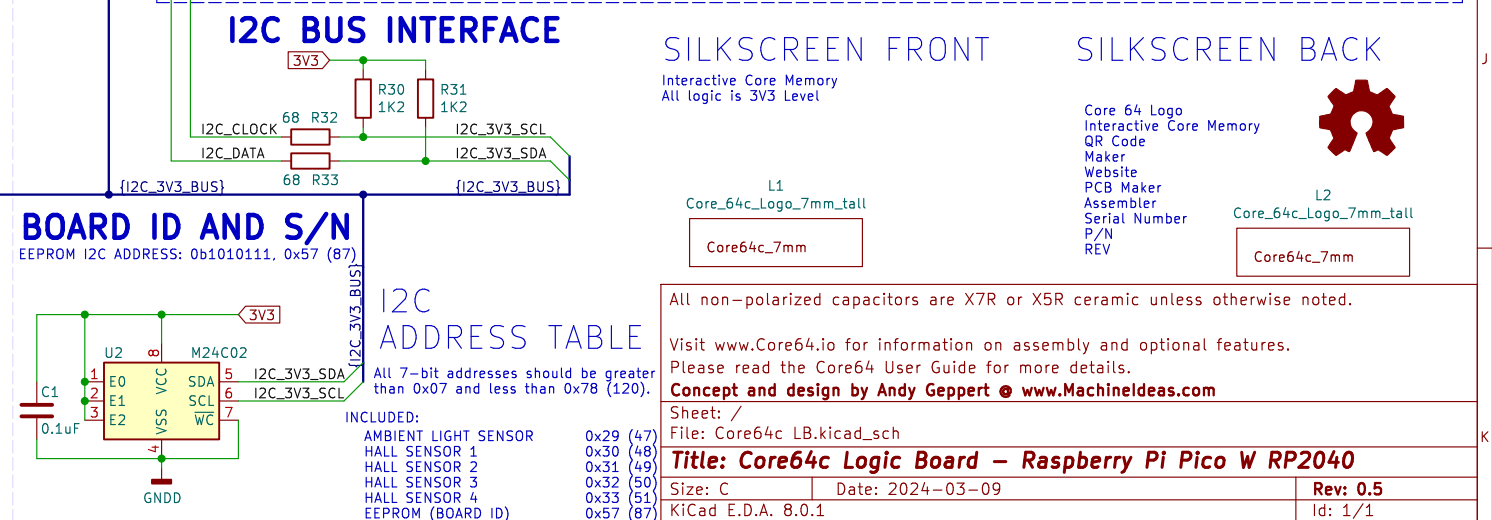 I2C BUS INTERFACE
3V3
R30
1K2
R31
1K2
68 R32
I2C_CLOCK
I2C_3V3_SCL
I2C_DATA
I2C_3V3_SDA
68 R33
{I2C_3V3_BUS}
{I2C_3V3_BUS}
BOARD ID AND S/N
EEPROM I2C ADDRESS: 0b1010111, 0x57 (87)
{I2C_3V3_BUS}
3V3
U2
M24C02
8
VCC
1 E0
2 E1
3 E2
SDA 5
SCL 6
WC 7
VSS
4
I2C_3V3_SDA
I2C_3V3_SCL
C1
0.1uF
GNDD
I2C
ADDRESS TABLE
All 7-bit addresses should be greater
than 0x07 and less than 0x78 (120).
INCLUDED:
AMBIENT LIGHT SENSOR 0x29 (47)
HALL SENSOR 1 0x30 (48)
HALL SENSOR 2 0x31 (49)
HALL SENSOR 3 0x32 (50)
HALL SENSOR 4 0x33 (51)
EEPROM (BOARD ID) 0x57 (87)
SILKSCREEN FRONT
Interactive Core Memory
All logic is 3V3 Level
L1
Core_64c_Logo_7mm_tall
Core64c_7mm
SILKSCREEN BACK
Core 64 Logo
Interactive Core Memory
QR Code
Maker
Website
PCB Maker
Assembler
Serial Number
P/N
REV
L2
Core_64c_Logo_7mm_tall
Core64c_7mm
J
K
All non-polarized capacitors are X7R or X5R ceramic unless otherwise noted.
Visit www.Core64.io for information on assembly and optional features.
Please read the Core64 User Guide for more details.
Concept and design by Andy Geppert @ www.MachineIdeas.com
Sheet: /
File: Core64c LB.kicad_sch
Title: Core64c Logic Board - Raspberry Pi Pico W RP2040
Size: C
Date: 2024-03-09
Rev: 0.5
KiCad E.D.A. 8.0.1
Id: 1/1